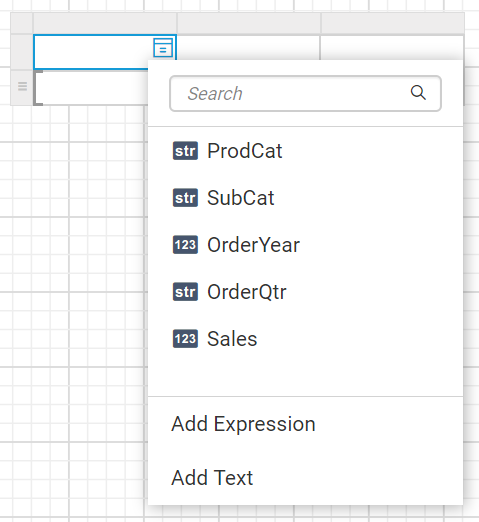 Search
str ProdCat
str SubCat
123 OrderYear
str OrderQtr
123 Sales
Add Expression
Add Text